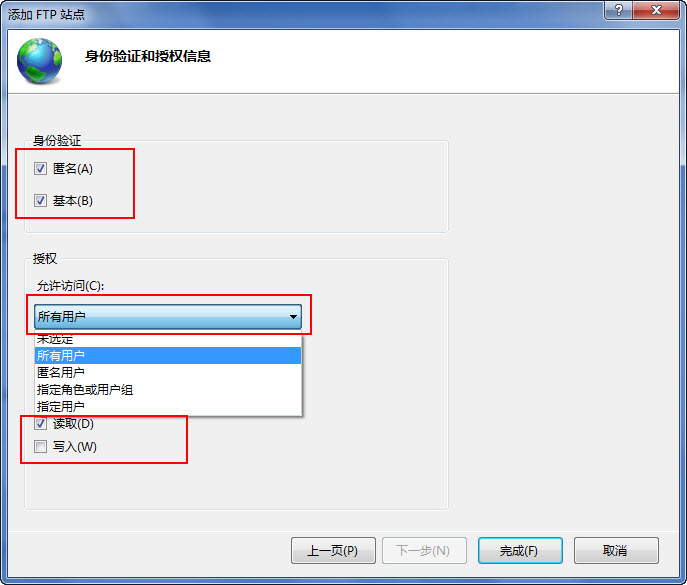 添加 FTP 站点
身份验证和授权信息
身份验证
匿名(A)
基本(B)
授权
允许访问(C):
所有用户
未选定
所有用户
匿名用户
指定角色或用户组
指定用户
读取(D)
写入(W)
上一页(P)
下一步(N)
完成(F)
取消